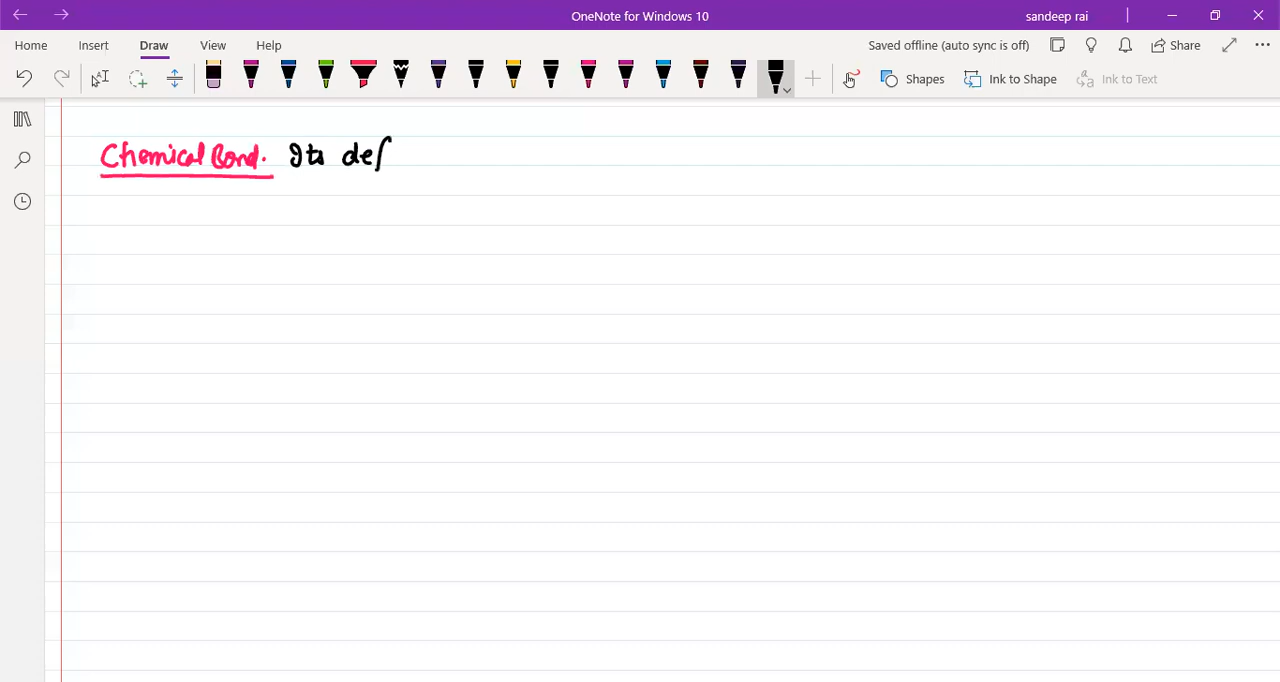 OneNote for Windows 10
sandeep rai
Home Insert Draw View Help
Saved offline (auto sync is off) Share
Shapes Ink to Shape Ink to Text
Chemical Bond. Its def